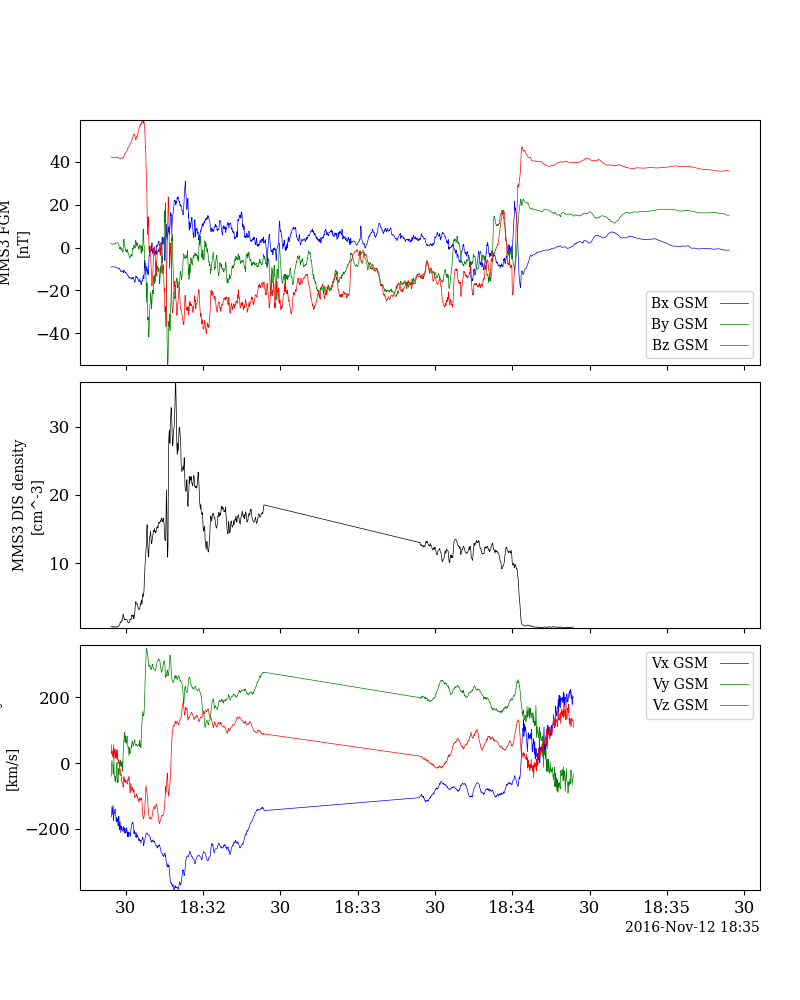 40
20
0
−20
−40
MMS3 FGM
[nT]
Bx GSM
By GSM
Bz GSM
30
20
10
MMS3 DIS density
[cm^-3]
200
0
−200
[km/s]
Vx GSM
Vy GSM
Vz GSM
30
18:32
30
18:33
30
18:34
30
18:35
30
2016-Nov-12 18:35